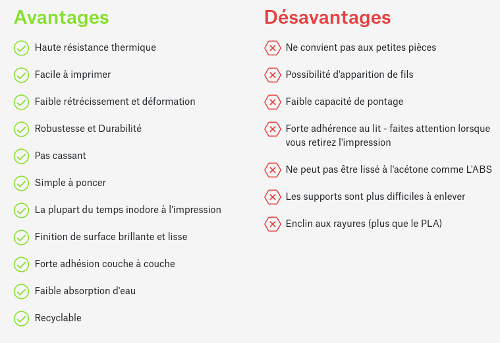 Avantages
Haute résistance thermique
Facile à imprimer
Faible rétrécissement et déformation
Robustesse et Durabilité
Pas cassant
Simple à poncer
La plupart du temps inodore à l'impression
Finition de surface brillante et lisse
Forte adhésion couche à couche
Faible absorption d'eau
Recyclable
Désavantages
Ne convient pas aux petites pièces
Possibilité d'apparition de fils
Faible capacité de pontage
Forte adhérence au lit - faites attention lorsque
vous retirez l'impression
Ne peut pas être lissé à l'acétone comme L'ABS
Les supports sont plus difficiles à enlever
Enclin aux rayures (plus que le PLA)